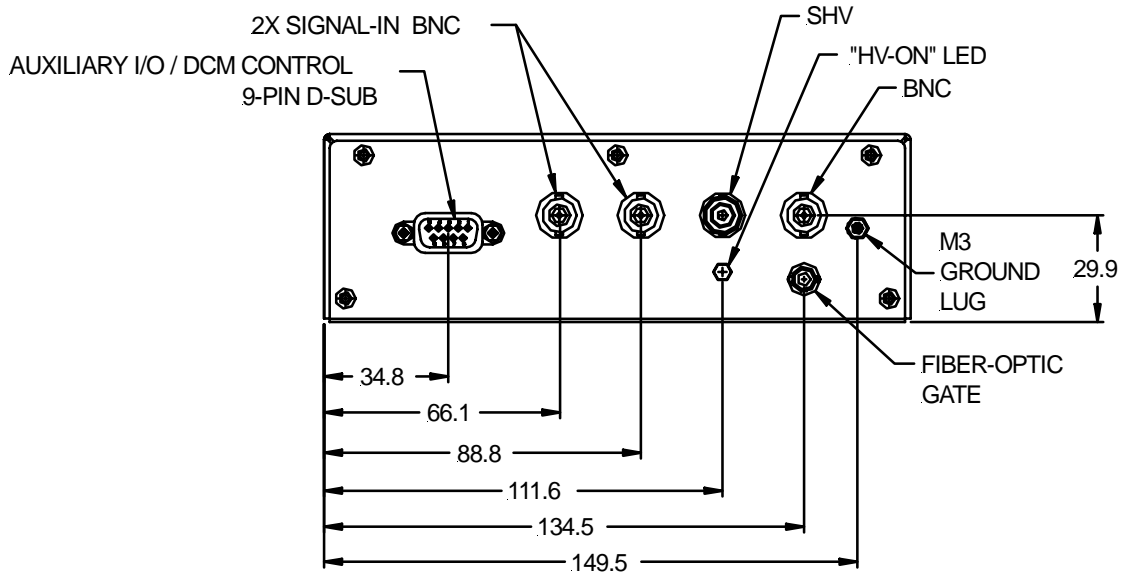 2X SIGNAL-IN BNC
SHV
AUXILIARY I/O / DCM CONTROL
9-PIN D-SUB
"HV-ON" LED
BNC
M3
GROUND
LUG
29.9
FIBER-OPTIC
GATE
34.8
66.1
88.8
111.6
134.5
149.5